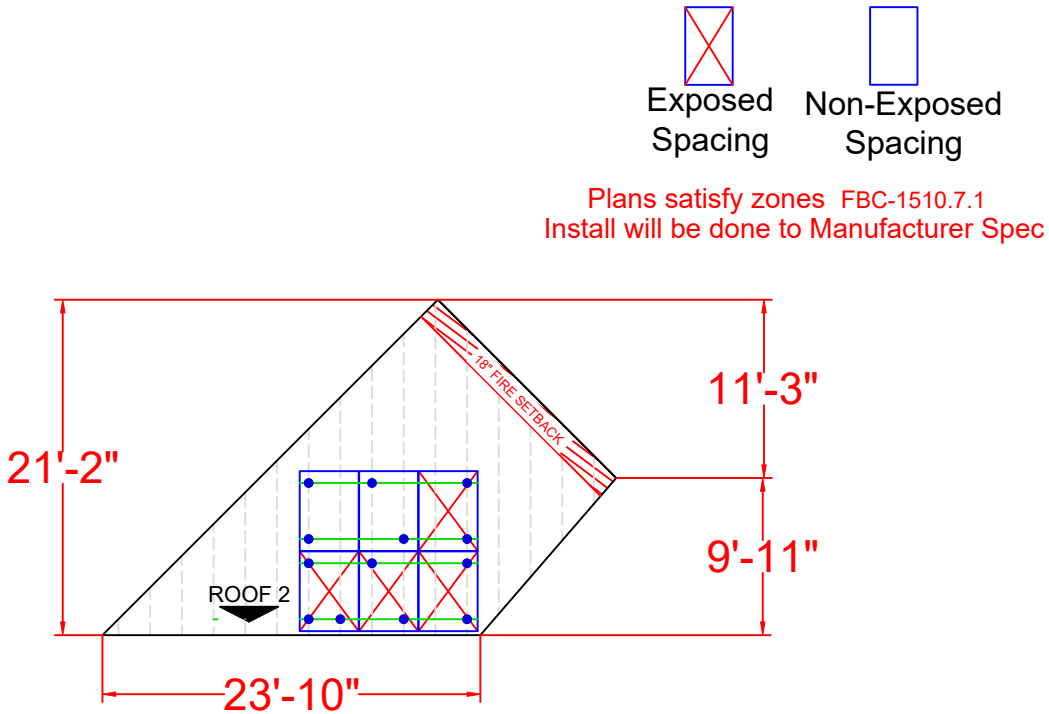 Exposed
Spacing
Non-Exposed
Spacing
Plans satisfy zones FBC-1510.7.1
Install will be done to Manufacturer Spec
18" FIRE SETBACK
11'-3"
21'-2"
9'-11"
ROOF 2
23'-10"